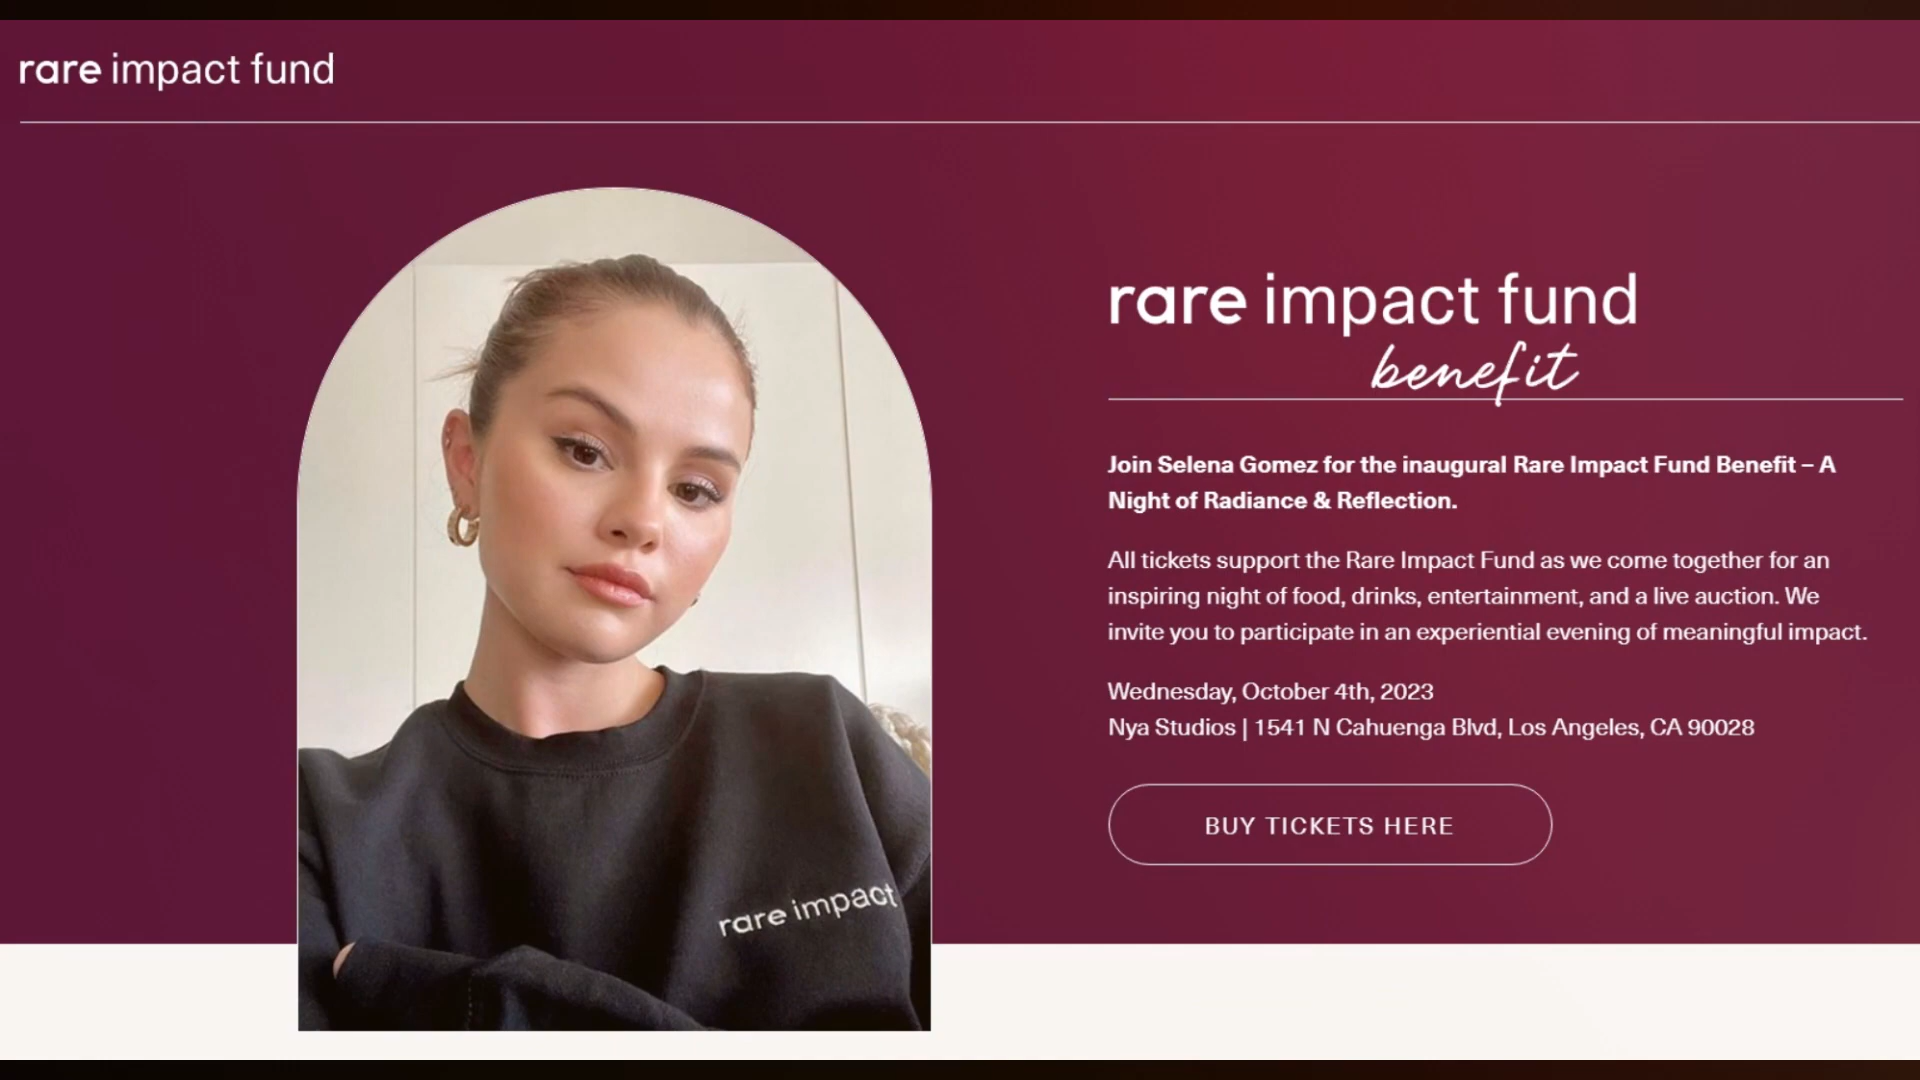 rare impact fund
rare impact fund
benefit
Join Selena Gomez for the inaugural Rare Impact Fund Benefit – A
Night of Radiance & Reflection.
All tickets support the Rare Impact Fund as we come together for an
inspiring night of food, drinks, entertainment, and a live auction. We
invite you to participate in an experiential evening of meaningful impact.
Wednesday, October 4th, 2023
Nya Studios | 1541 N Cahuenga Blvd, Los Angeles, CA 90028
BUY TICKETS HERE
rare impact